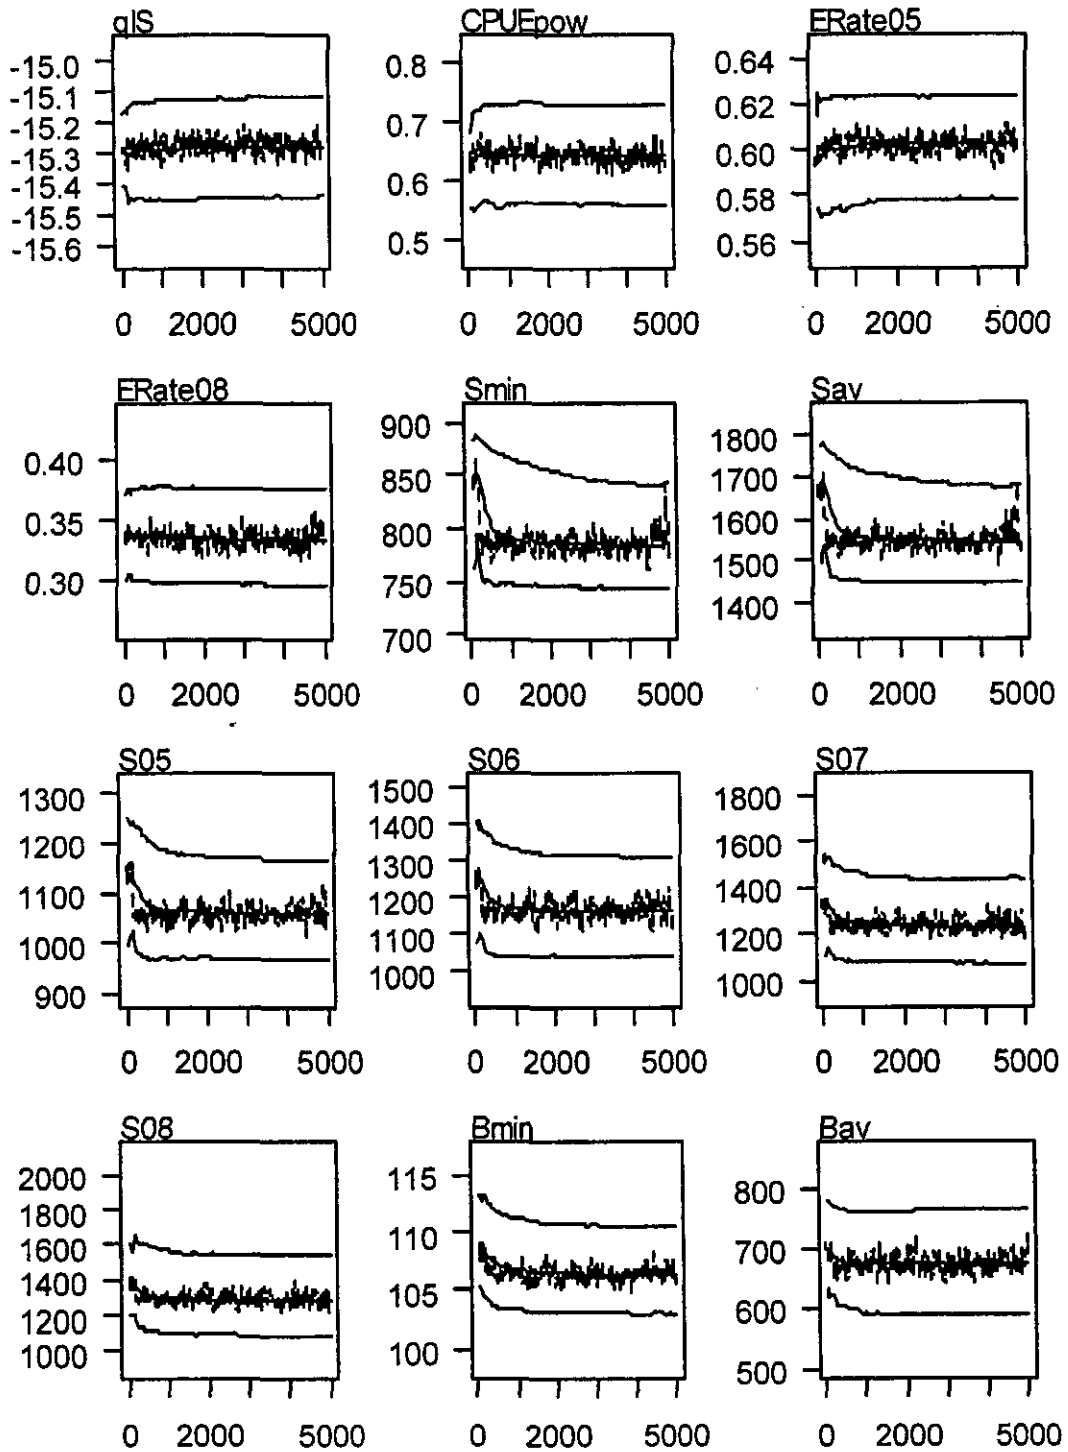 qIS CPUEpow ERate05
-15.0 0.8 0.64
-15.1 0.7 0.62
-15.2 0.6 0.60
-15.3 0.5 0.58
-15.4 0.56
-15.5
-15.6
0 2000 5000 0 2000 5000 0 2000 5000
ERate08 Smin Sav
0.40 900 1800
0.35 850 1700
0.30 800 1600
750 1500
700 1400
0 2000 5000 0 2000 5000 0 2000 5000
S05 S06 S07
1300 1500 1800
1200 1400 1600
1100 1300 1400
1000 1200 1200
900 1100 1000
1000
0 2000 5000 0 2000 5000 0 2000 5000
S08 Bmin Bav
2000 115 800
1800 110 700
1600 105 600
1400 100 500
1200
1000
0 2000 5000 0 2000 5000 0 2000 5000